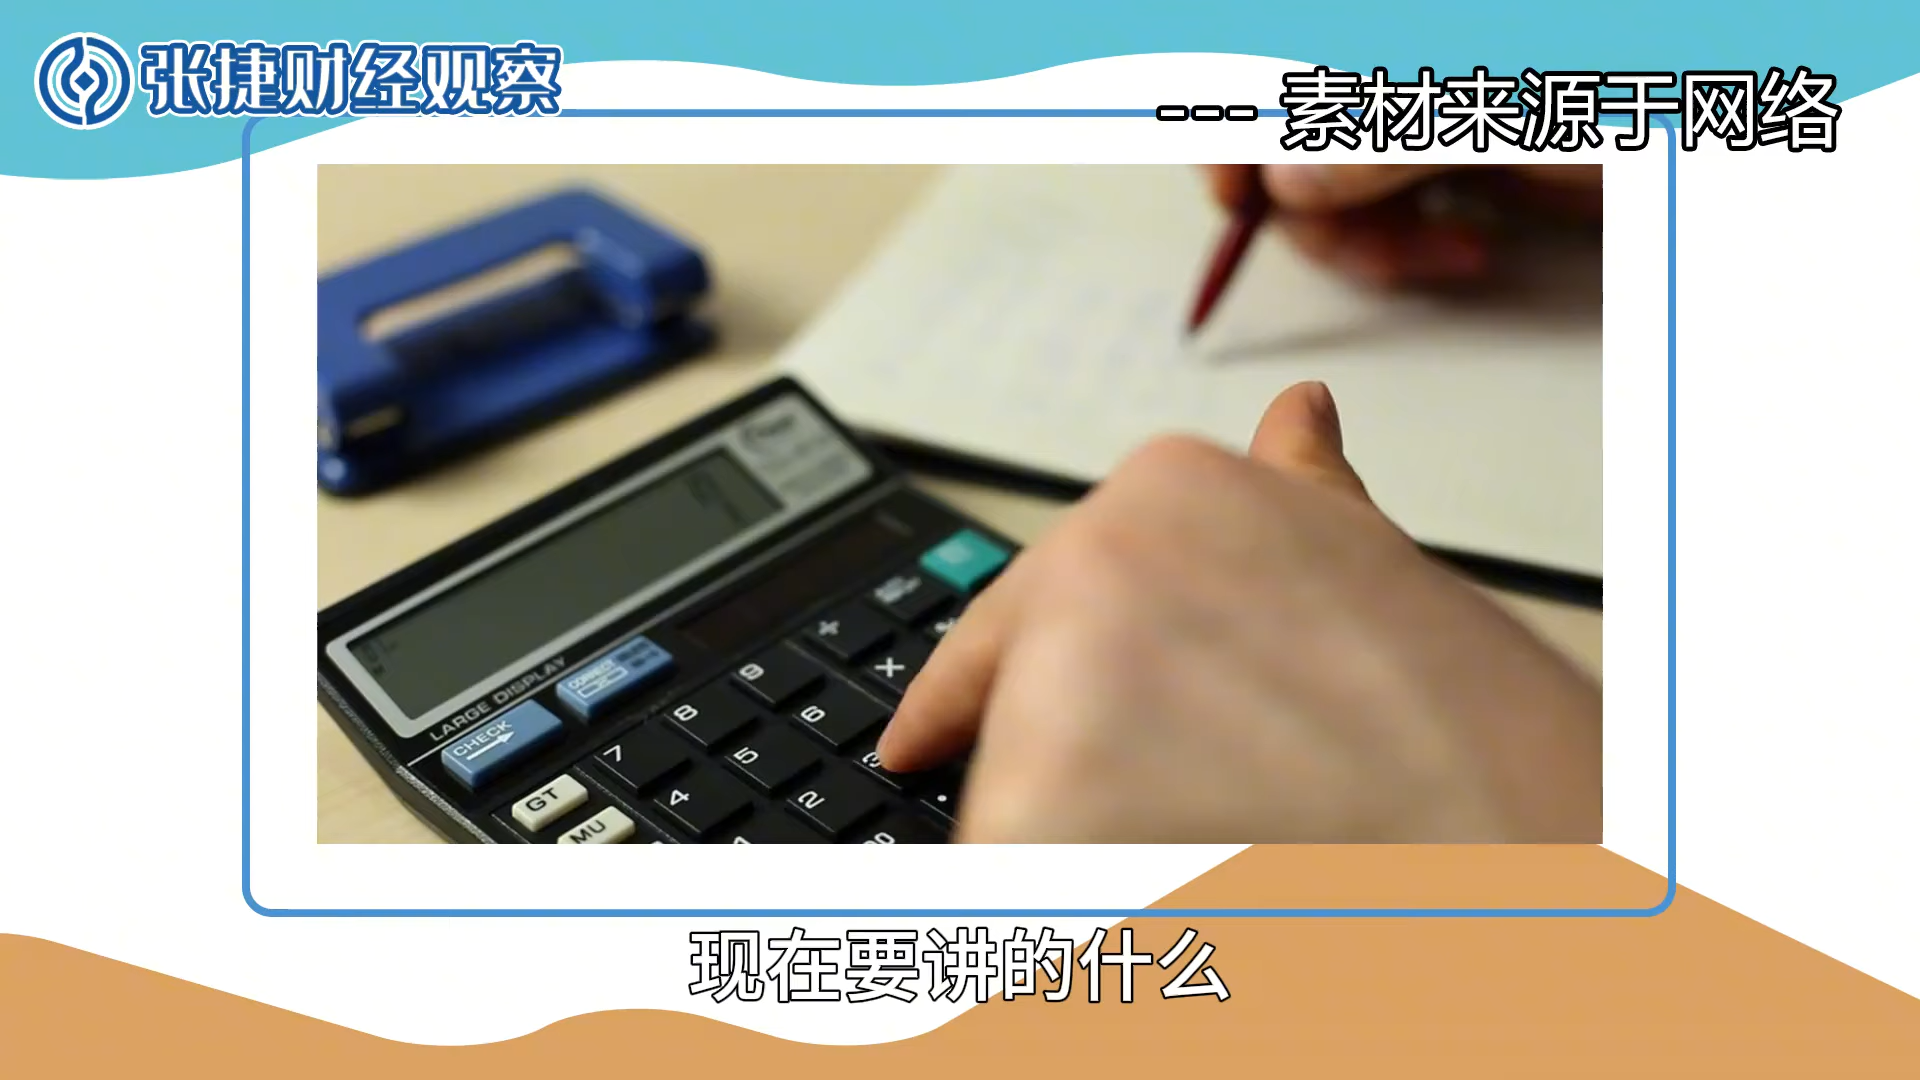 张捷财经观察
--- 素材来源于网络
LARGE DISPLAY
CHECK
CORRECT
GT
MU
+
×
9
8
6
7
5
3
4
2
.
现在要讲的什么